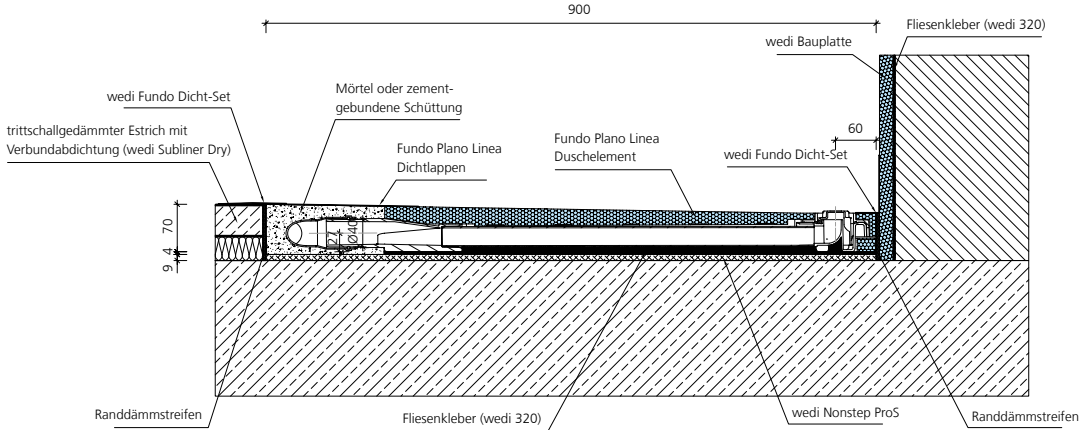 900
Fliesenkleber (wedi 320)
wedi Bauplatte
Mörtel oder zement-
gebundene Schüttung
wedi Fundo Dicht-Set
60
trittschallgedämmter Estrich mit
Verbundabdichtung (wedi Subliner Dry)
Fundo Plano Linea
Dichtlappen
Fundo Plano Linea
Duschelement
wedi Fundo Dicht-Set
70
4
9
27
Ø40
Randdämmstreifen
Fliesenkleber (wedi 320)
wedi Nonstep ProS
Randdämmstreifen